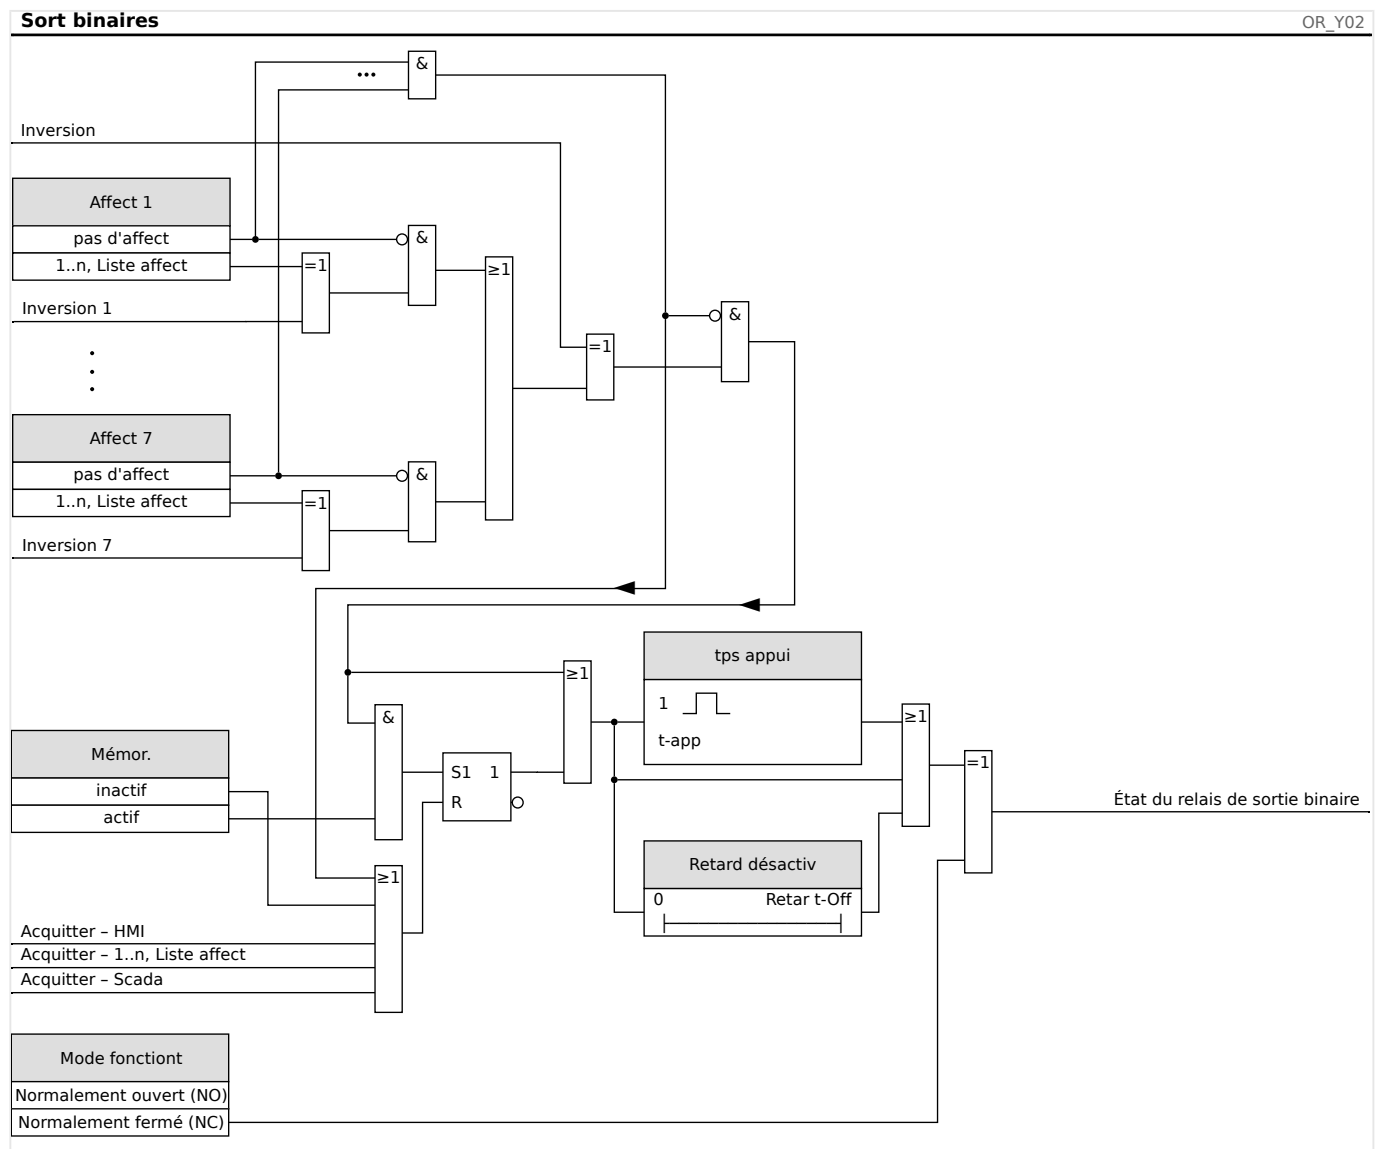 Sort binaires
OR_Y02
&
•••
Inversion
Affect 1
pas d'affect
&
1..n, Liste affect
=1
≥1
Inversion 1
&
=1
Affect 7
pas d'affect
&
1..n, Liste affect
=1
Inversion 7
tps appui
≥1
1
t-app
&
≥1
Mémor.
inactif
actif
S1 1
R
=1
État du relais de sortie binaire
Retard désactiv
0 Retar t-Off
≥1
Acquitter – HMI
Acquitter – 1..n, Liste affect
Acquitter – Scada
Mode fonctiont
Normalement ouvert (NO)
Normalement fermé (NC)